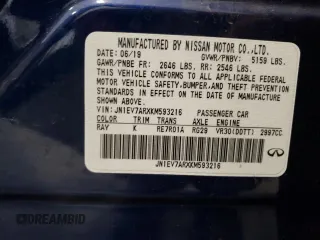 MANUFACTURED BY NISSAN MOTOR CO.,LTD.
DATE: 06/19 GVWR/PNBV: 5159 LBS.
GAWR/PNBE FR: 2646 LBS. RR: 2546 LBS.
THIS VEHICLE CONFORMS TO ALL APPLICABLE
FEDERAL MOTOR VEHICLE SAFETY,BUMPER,AND THEFT
PREVENTION STANDARDS IN EFFECT ON THE DATE OF
MANUFACTURE SHOWN ABOVE.
JN1EV7ARXKM593216 PASSENGER CAR
COLOR TRIM TRANS AXLE ENGINE
RAY K RE7R01A RG29 VR30(DDTT) 2997CC
JN1EV7ARXKM593216
INFINITI